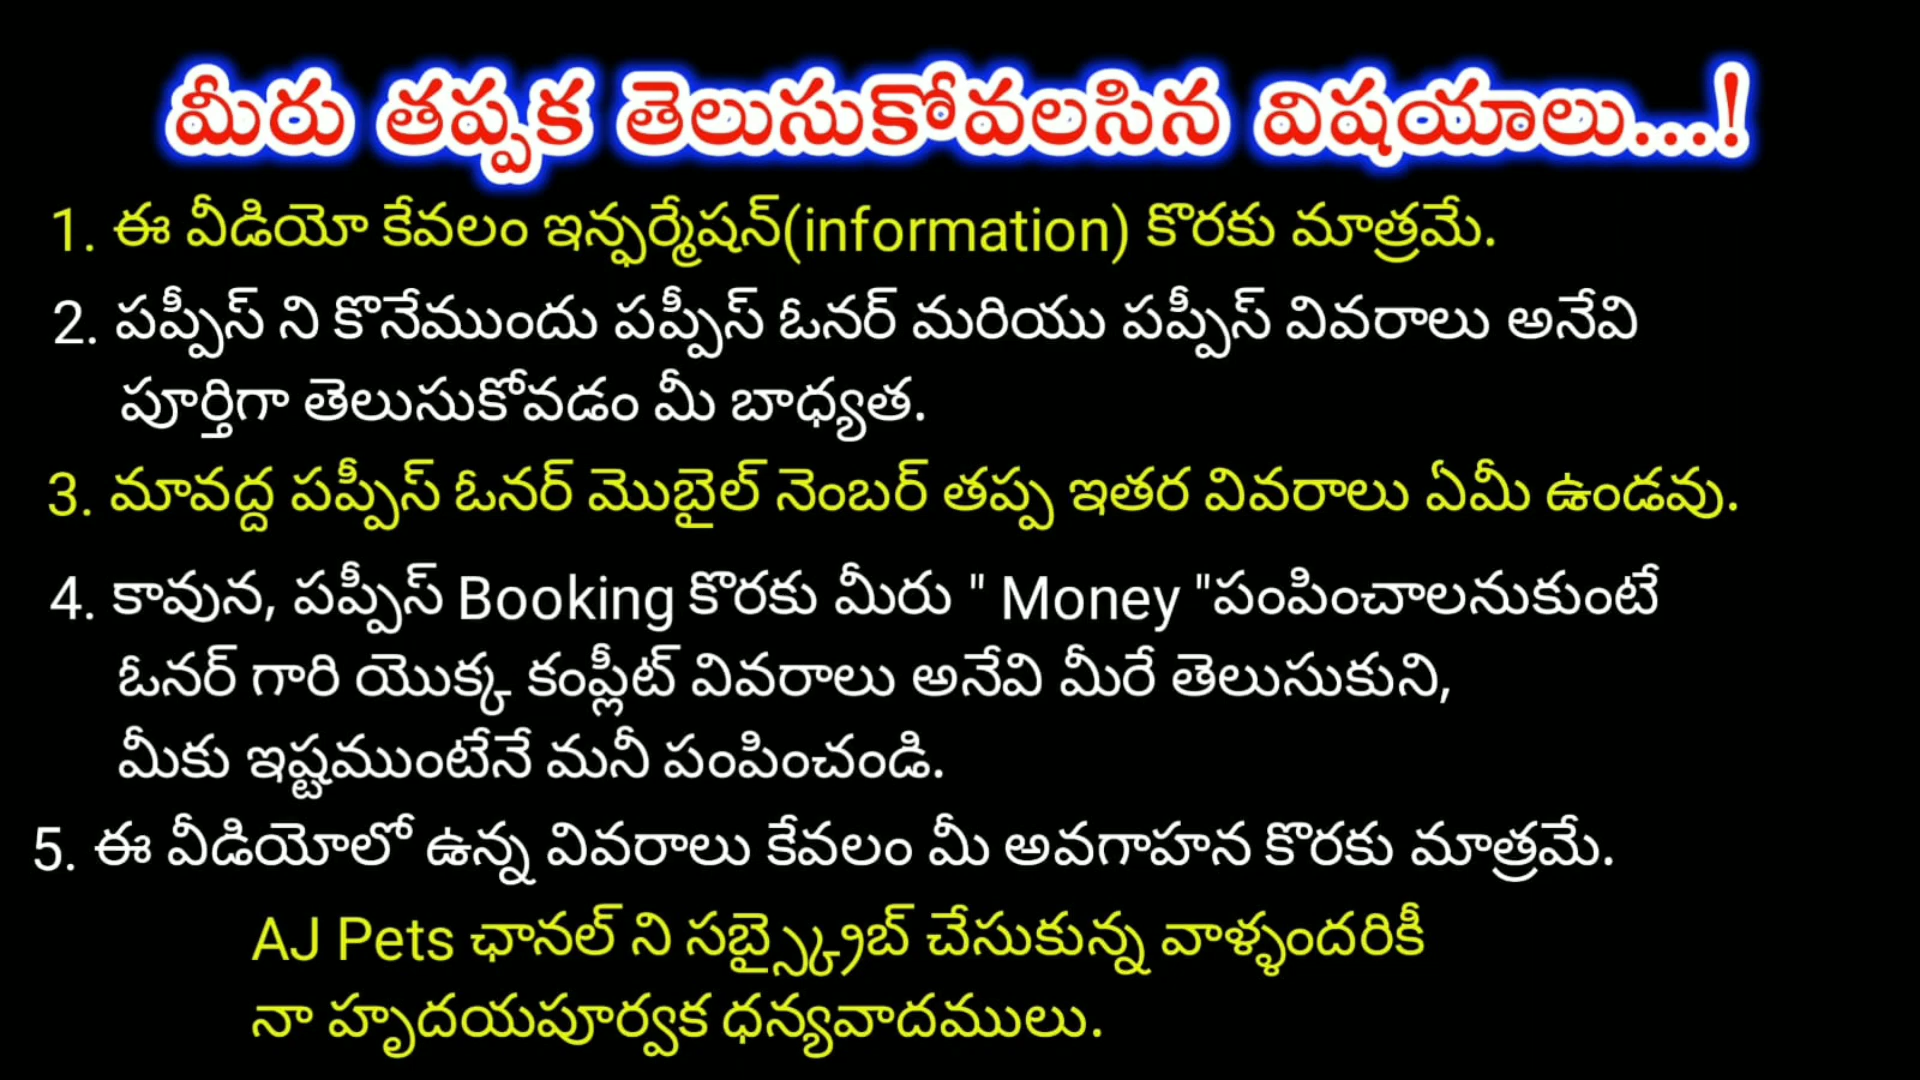 మీరు తప్పక తెలుసుకోవలసిన విషయాలు...!
1. ఈ వీడియో కేవలం ఇన్ఫర్మేషన్(information) కొరకు మాత్రమే.
2. పప్పీస్ ని కొనేముందు పప్పీస్ ఓనర్ మరియు పప్పీస్ వివరాలు అనేవి
పూర్తిగా తెలుసుకోవడం మీ బాధ్యత.
3. మావద్ద పప్పీస్ ఓనర్ మొబైల్ నెంబర్ తప్ప ఇతర వివరాలు ఏమీ ఉండవు.
4. కావున, పప్పీస్ Booking కొరకు మీరు " Money "పంపించాలనుకుంటే
ఓనర్ గారి యొక్క కంప్లీట్ వివరాలు అనేవి మీరే తెలుసుకుని,
మీకు ఇష్టముంటేనే మనీ పంపించండి.
5. ఈ వీడియోలో ఉన్న వివరాలు కేవలం మీ అవగాహన కొరకు మాత్రమే.
AJ Pets ఛానల్ ని సబ్స్క్రైబ్ చేసుకున్న వాళ్ళందరికీ
నా హృదయపూర్వక ధన్యవాదములు.